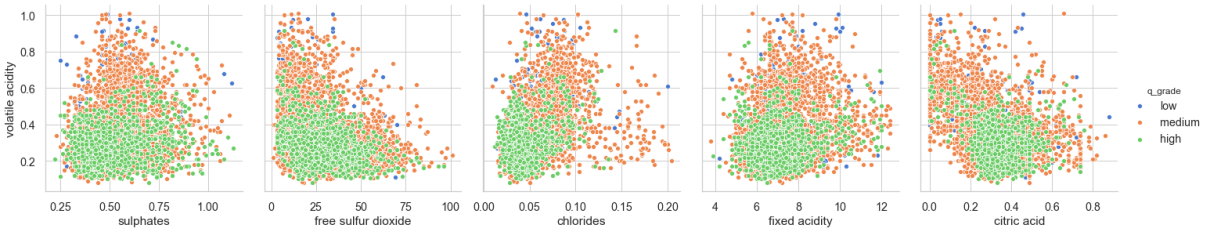 volatile acidity
1.0
0.8
0.6
0.4
0.2
0.25 0.50 0.75 1.00
sulphates
0 25 50 75 100
free sulfur dioxide
0.00 0.05 0.10 0.15 0.20
chlorides
4 6 8 10 12
fixed acidity
0.0 0.2 0.4 0.6 0.8
citric acid
q_grade
low
medium
high